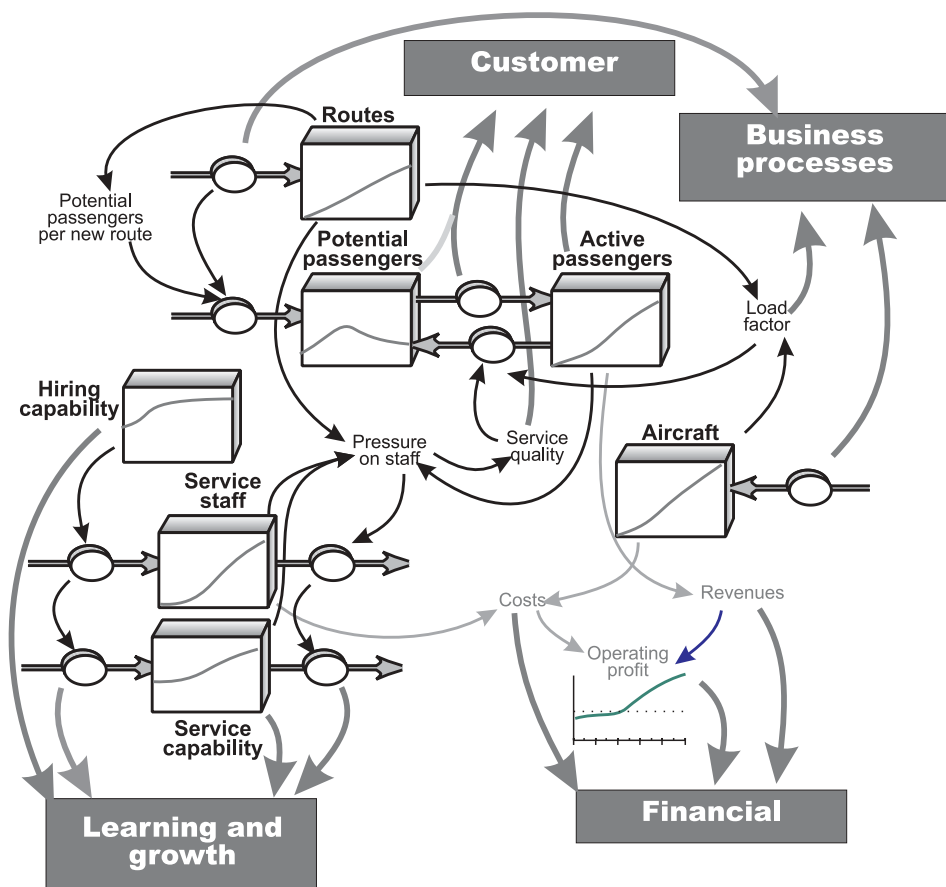 Customer
Business
processes
Routes
Potential
passengers
per new route
Potential
passengers
Active
passengers
Load
factor
Hiring
capability
Pressure
on staff
Service
quality
Aircraft
Service
staff
Costs
Revenues
Operating
profit
Service
capability
Learning and
growth
Financial